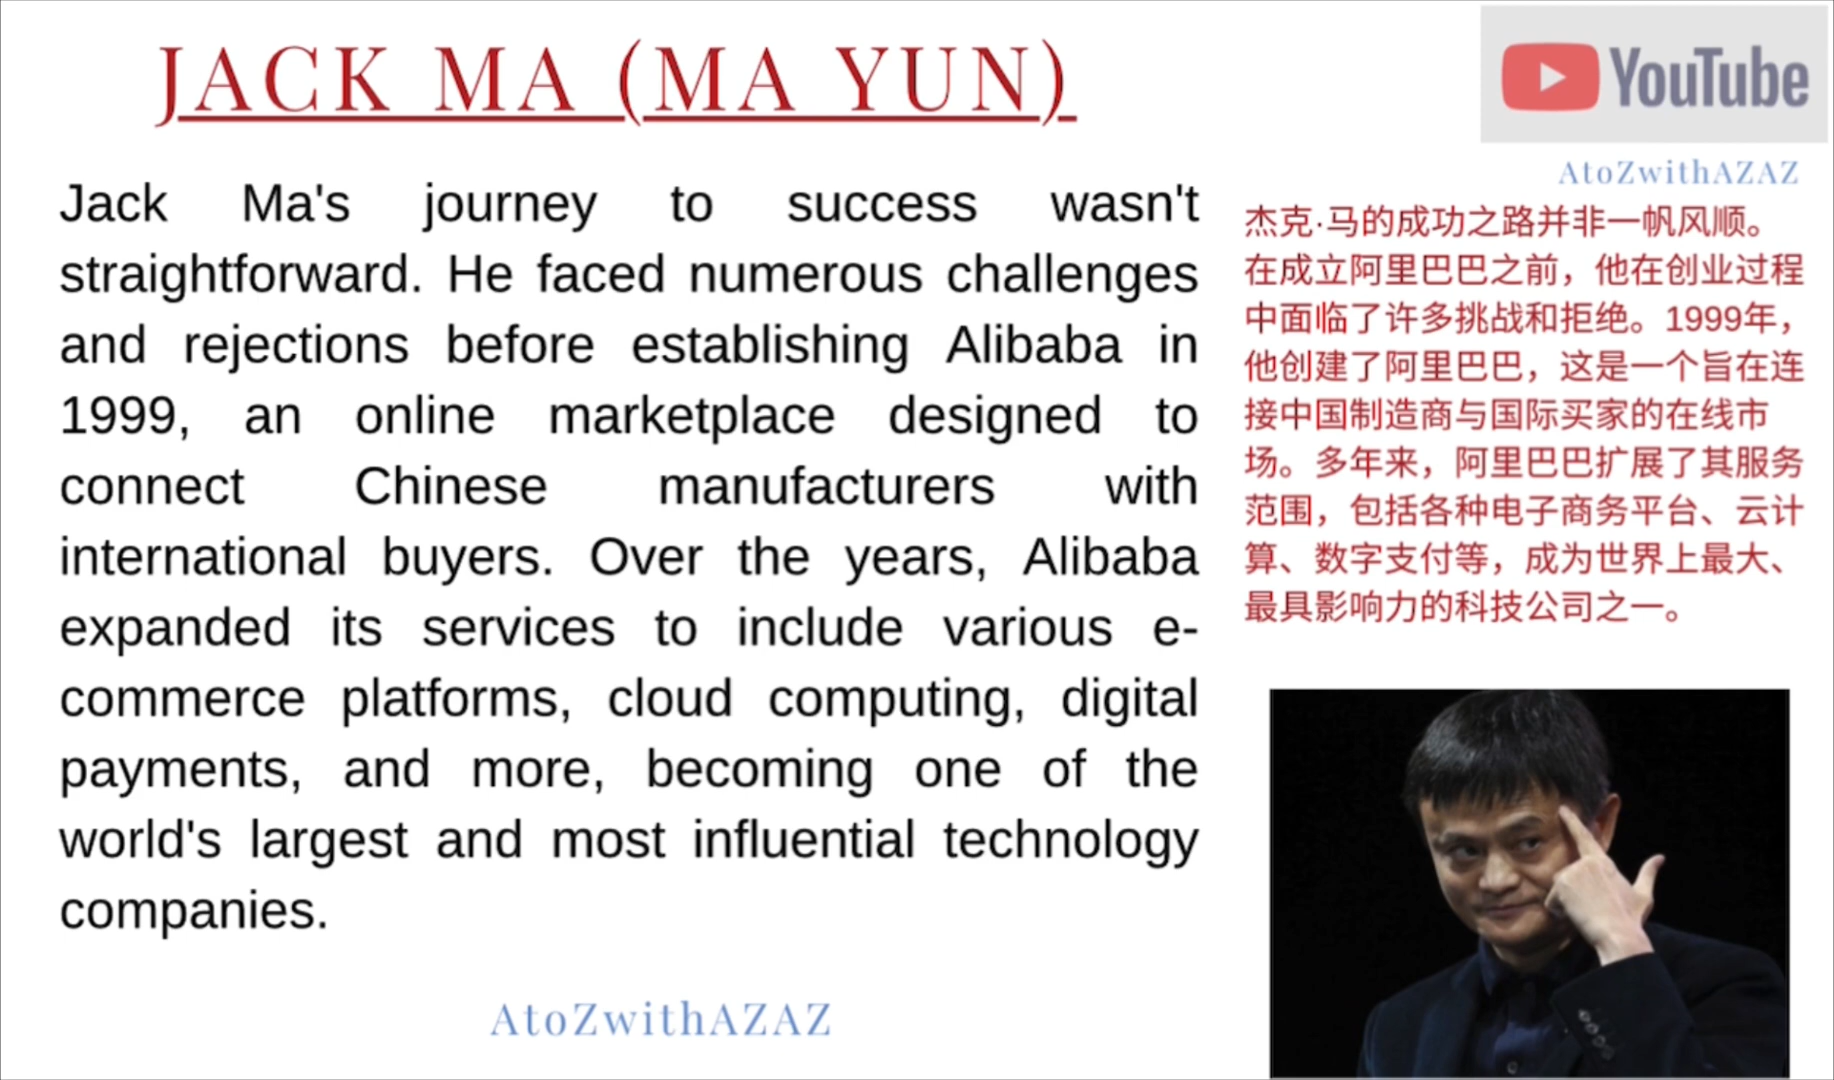 JACK MA (MA YUN)
Jack Ma's journey to success wasn't
straightforward. He faced numerous challenges
and rejections before establishing Alibaba in
1999, an online marketplace designed to
connect Chinese manufacturers with
international buyers. Over the years, Alibaba
expanded its services to include various e-
commerce platforms, cloud computing, digital
payments, and more, becoming one of the
world's largest and most influential technology
companies.
AtoZwithAZAZ
YouTube
AtoZwithAZAZ
杰克·马的成功之路并非一帆风顺。
在成立阿里巴巴之前，他在创业过程
中面临了许多挑战和拒绝。1999年，
他创建了阿里巴巴，这是一个旨在连
接中国制造商与国际买家的在线市
场。多年来，阿里巴巴扩展了其服务
范围，包括各种电子商务平台、云计
算、数字支付等，成为世界上最大、
最具影响力的科技公司之一。